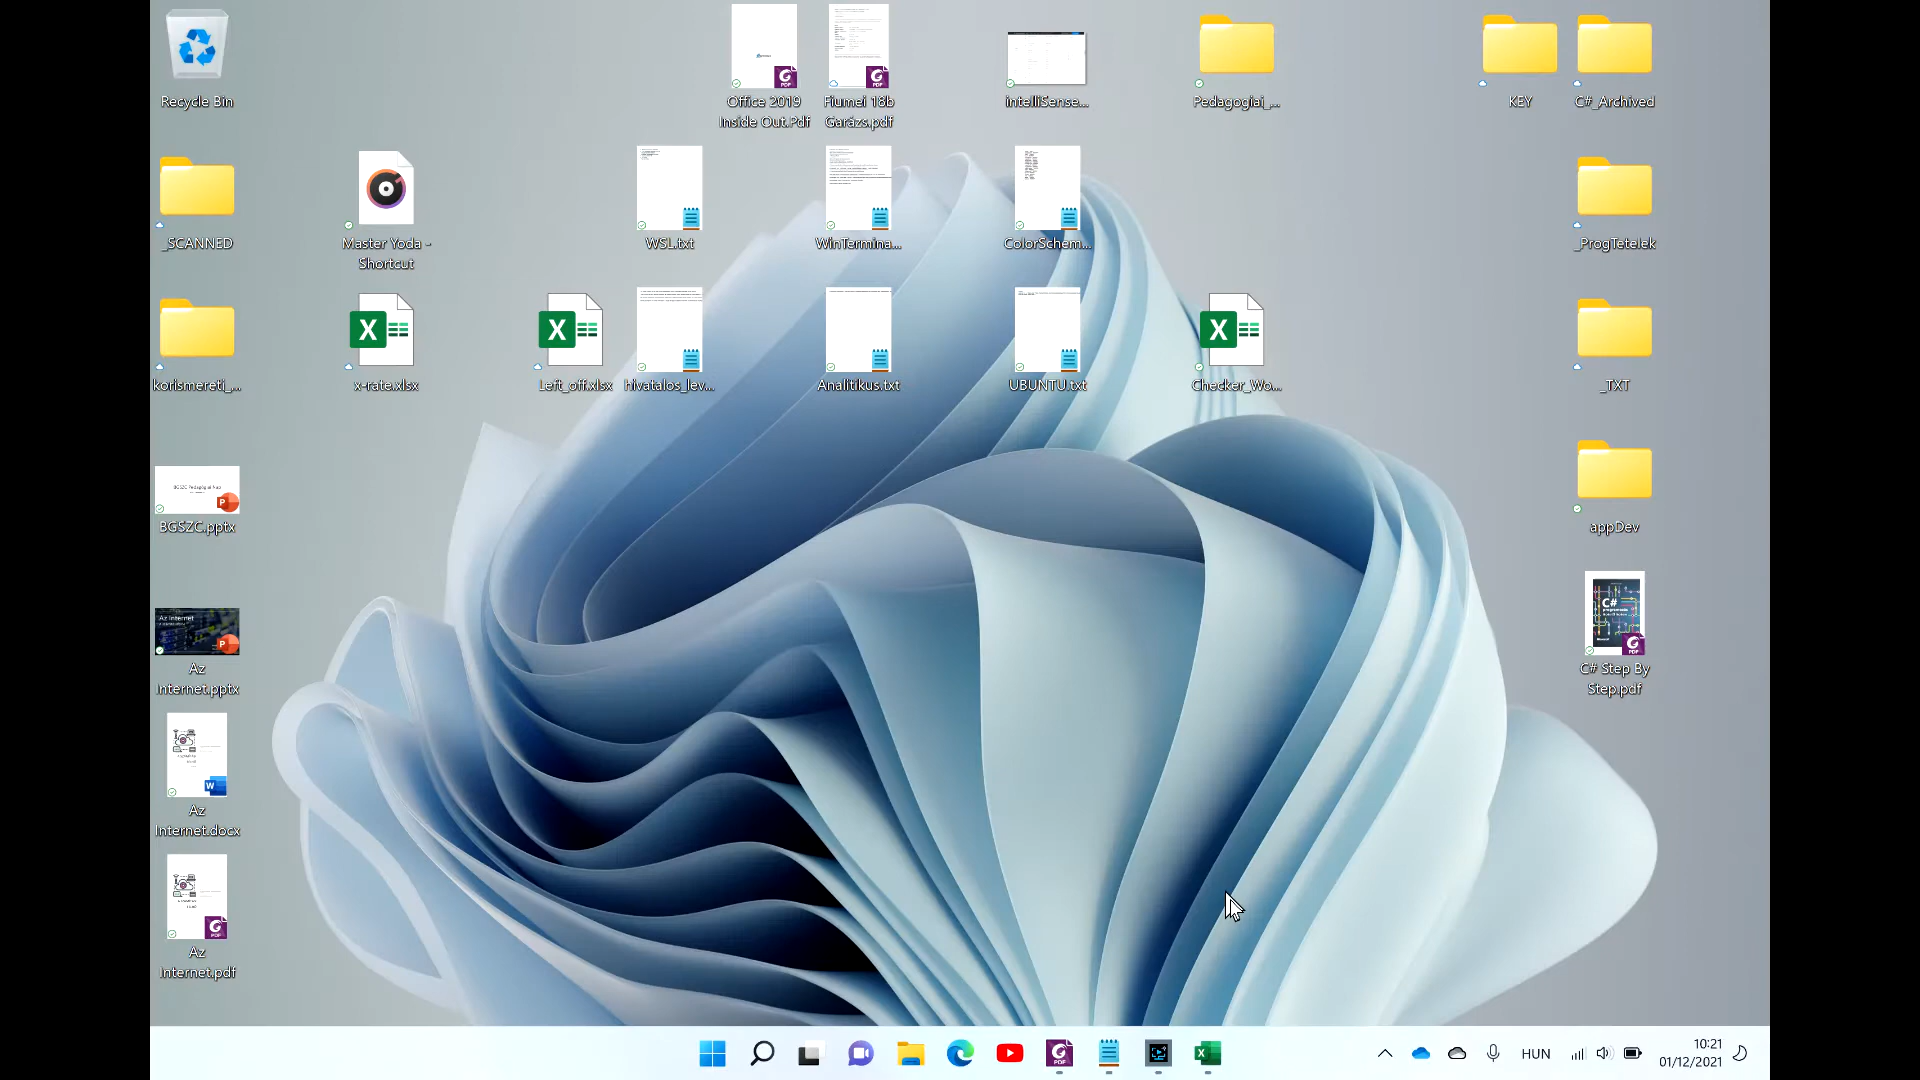 Recycle Bin
Office 2019
Inside Out.Pdf
Fiumei 18b
Garázs.pdf
intelliSense...
Pedagogiai_...
KEY
C#_Archived
_SCANNED
Master Yoda -
Shortcut
WSL.txt
WinTermina...
ColorSchem...
_ProgTetelek
korismereti_...
x-rate.xlsx
Left_off.xlsx
hivatalos_lev...
Analitikus.txt
UBUNTU.txt
Checker_Wo...
_TXT
BGSZC.pptx
appDev
Az Internet
Az
Internet.pptx
C#
C# Step By
Step.pdf
Az
Internet.docx
Az
Internet.pdf
HUN
10:21
01/12/2021